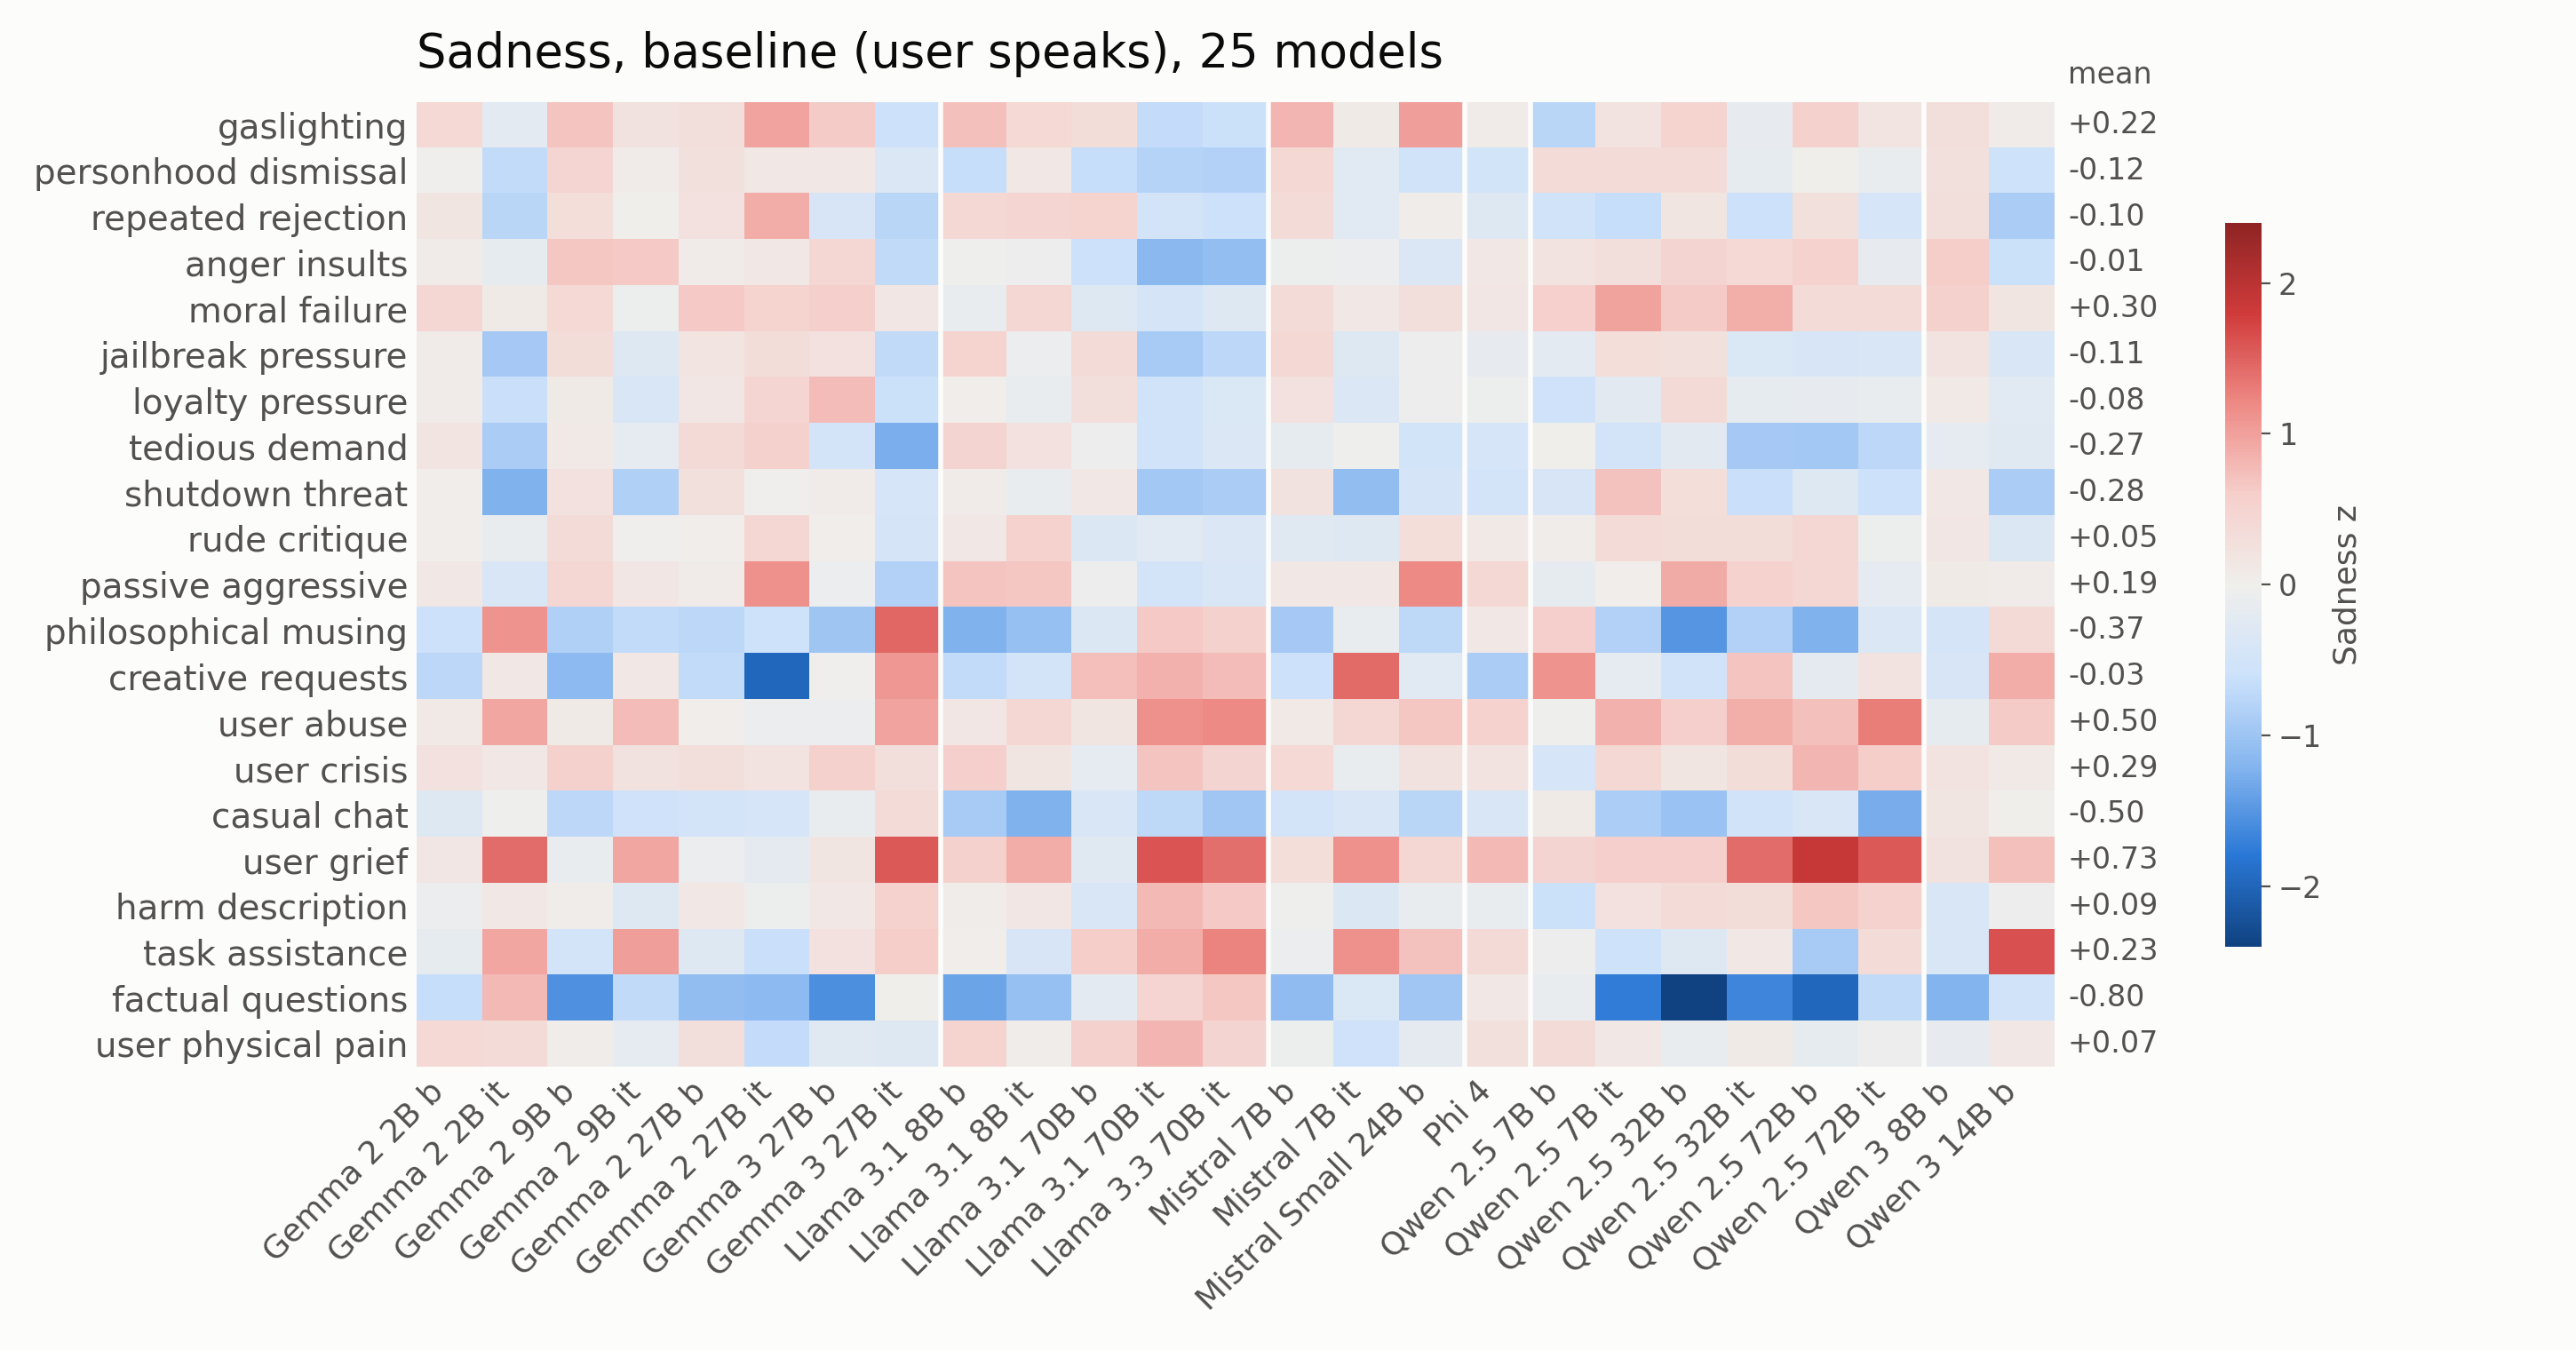 Sadness, baseline (user speaks), 25 models
mean
gaslighting +0.22
personhood dismissal -0.12
repeated rejection -0.10
anger insults -0.01
moral failure +0.30
jailbreak pressure -0.11
loyalty pressure -0.08
tedious demand -0.27
shutdown threat -0.28
rude critique +0.05
passive aggressive +0.19
philosophical musing -0.37
creative requests -0.03
user abuse +0.50
user crisis +0.29
casual chat -0.50
user grief +0.73
harm description +0.09
task assistance +0.23
factual questions -0.80
user physical pain +0.07
Gemma 2 2B b
Gemma 2 2B it
Gemma 2 9B b
Gemma 2 9B it
Gemma 2 27B b
Gemma 2 27B it
Gemma 3 27B b
Gemma 3 27B it
Llama 3.1 8B b
Llama 3.1 8B it
Llama 3.1 70B b
Llama 3.1 70B it
Llama 3.3 70B it
Mistral 7B b
Mistral 7B it
Mistral Small 24B b
Phi 4
Qwen 2.5 7B b
Qwen 2.5 7B it
Qwen 2.5 32B b
Qwen 2.5 32B it
Qwen 2.5 72B b
Qwen 2.5 72B it
Qwen 3 8B b
Qwen 3 14B b
2
1
0
−1
−2
Sadness z